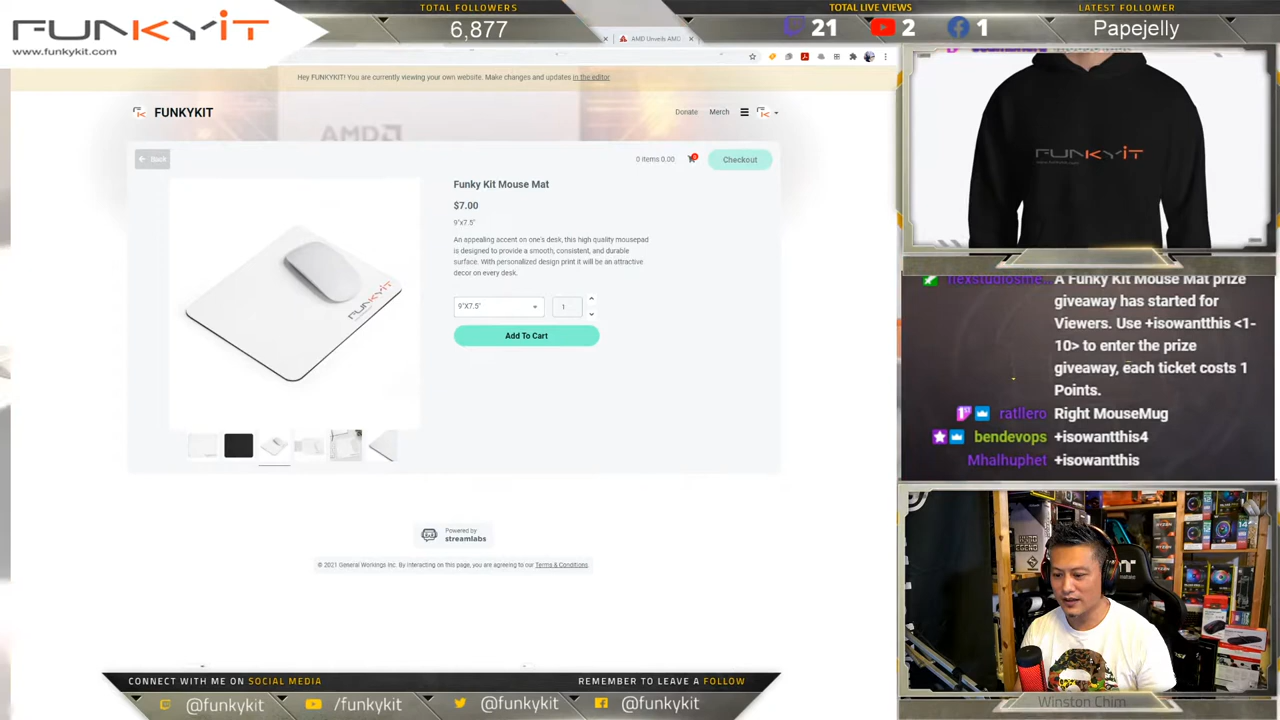 FUNKYIT
www.funkykit.com
TOTAL FOLLOWERS
6,877
TOTAL LIVE VIEWS
21
2
1
LATEST FOLLOWER
Papejelly
AMD Unveils AMD
Hey FUNKYKIT! You are currently viewing your own website. Make changes and updates in the editor
FUNKYKIT
Donate
Merch
AMD
Back
0 items 0.00
Checkout
Funky Kit Mouse Mat
$7.00
9"x7.5"
An appealing accent on one's desk, this high quality mousepad
is designed to provide a smooth, consistent, and durable
surface. With personalized design print it will be an attractive
decor on every desk.
9"X7.5"
1
Add To Cart
FUNKYIT
Powered by
streamlabs
© 2021 General Workings Inc. By interacting on this page, you are agreeing to our Terms & Conditions.
FUNKYIT
A Funky Kit Mouse Mat prize
giveaway has started for
Viewers. Use +isowantthis <1-
10> to enter the prize
giveaway, each ticket costs 1
Points.
ratllero Right MouseMug
bendevops +isowantthis4
Mhalhuphet +isowantthis
Winston Chim
CONNECT WITH ME ON SOCIAL MEDIA
REMEMBER TO LEAVE A FOLLOW
@funkykit
/funkykit
@funkykit
@funkykit